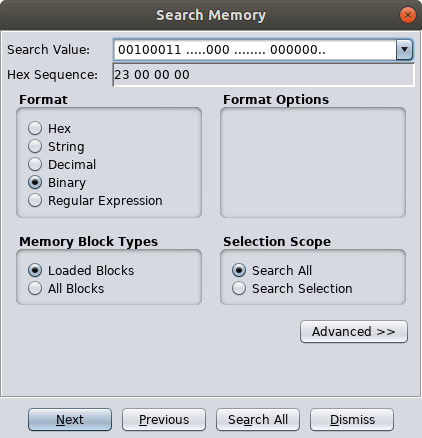 Search Memory
Search Value: 00100011 .....000 ........ 000000..
Hex Sequence: 23 00 00 00
Format
Format Options
Hex
String
Decimal
Binary
Regular Expression
Memory Block Types
Selection Scope
Loaded Blocks
Search All
All Blocks
Search Selection
Advanced >>
Next
Previous
Search All
Dismiss